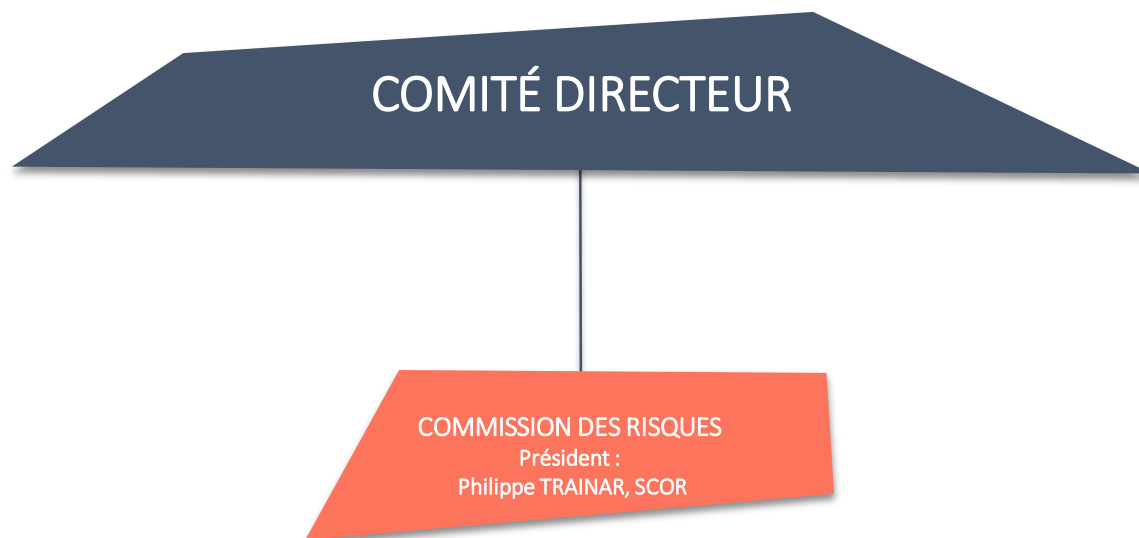 COMITÉ DIRECTEUR
COMMISSION DES RISQUES
Président :
Philippe TRAINAR, SCOR